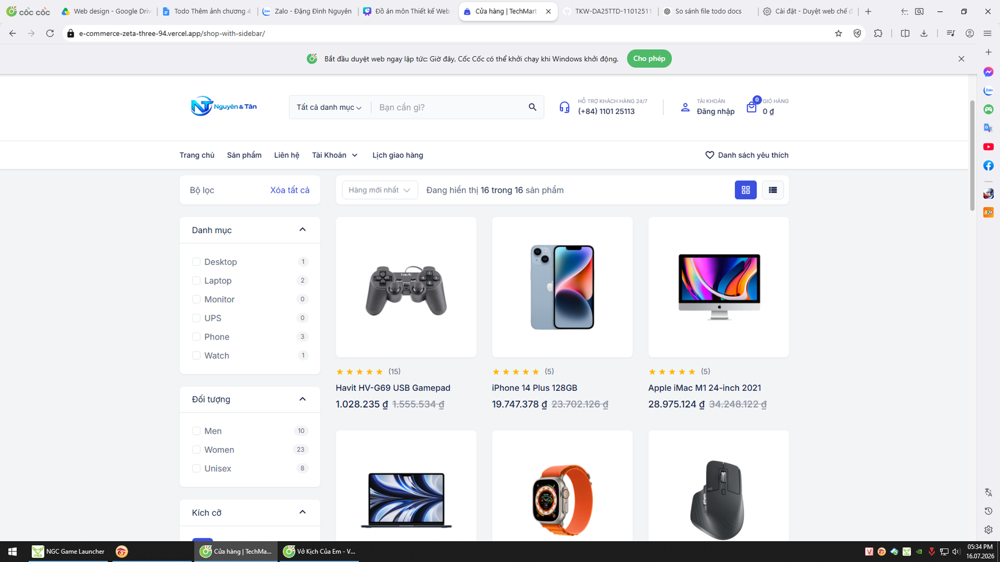 cốc cốc
Web design - Google Driv
Todo Thêm ảnh chương 4
Zalo - Đặng Đình Nguyên
Đồ án môn Thiết kế Web
Cửa hàng | TechMart
TKW-DA25TTD-11012511
So sánh file todo docs
Cài đặt - Duyệt web chế đ
e-commerce-zeta-three-94.vercel.app/shop-with-sidebar/
Bắt đầu duyệt web ngay lập tức: Giờ đây, Cốc Cốc có thể khởi chạy khi Windows khởi động.
Cho phép
NT Nguyên & Tân
Tất cả danh mục
Bạn cần gì?
HỖ TRỢ KHÁCH HÀNG 24/7
(+84) 1101 25113
TÀI KHOẢN
Đăng nhập
0
GIỎ HÀNG
0 ₫
Trang chủ
Sản phẩm
Liên hệ
Tài Khoản
Lịch giao hàng
Danh sách yêu thích
Bộ lọc
Xóa tất cả
Hàng mới nhất
Đang hiển thị 16 trong 16 sản phẩm
Danh mục
Desktop 1
Laptop 2
Monitor 0
UPS 0
Phone 3
Watch 1
Đối tượng
Men 10
Women 23
Unisex 8
Kích cỡ
havit
(15)
Havit HV-G69 USB Gamepad
1.028.235 ₫ 1.555.534 ₫
(5)
iPhone 14 Plus 128GB
19.747.378 ₫ 23.702.126 ₫
(5)
Apple iMac M1 24-inch 2021
28.975.124 ₫ 34.248.122 ₫
Zalo
NGC Game Launcher
Cửa hàng | TechMa...
Vở Kịch Của Em - V...
05:34 PM
16.07.2026